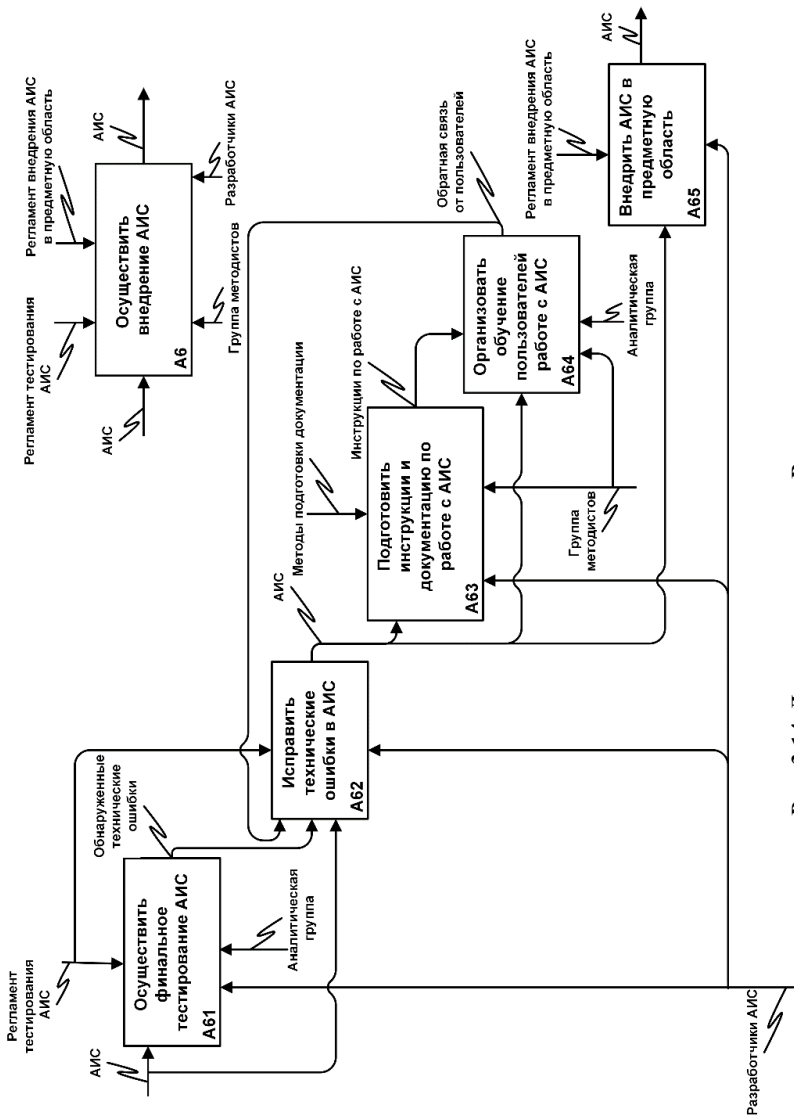 Регламент
тестирования
АИС
АИС
Осуществить
финальное
тестирование АИС
А61
Обнаруженные
технические
ошибки
Аналитическая
группа
Исправить
технические
ошибки в АИС
А62
АИС
Методы подготовки документации
Подготовить
инструкции и
документацию по
работе с АИС
А63
Инструкции по работе с АИС
Группа
методистов
Организовать
обучение
пользователей
работе с АИС
А64
Обратная связь
от пользователей
Аналитическая
группа
Регламент внедрения АИС
в предметную область
Внедрить АИС в
предметную
область
А65
АИС
Разработчики АИС
Регламент тестирования
АИС
Регламент внедрения АИС
в предметную область
АИС
Осуществить
внедрение АИС
А6
АИС
Группа методистов
Разработчики АИС